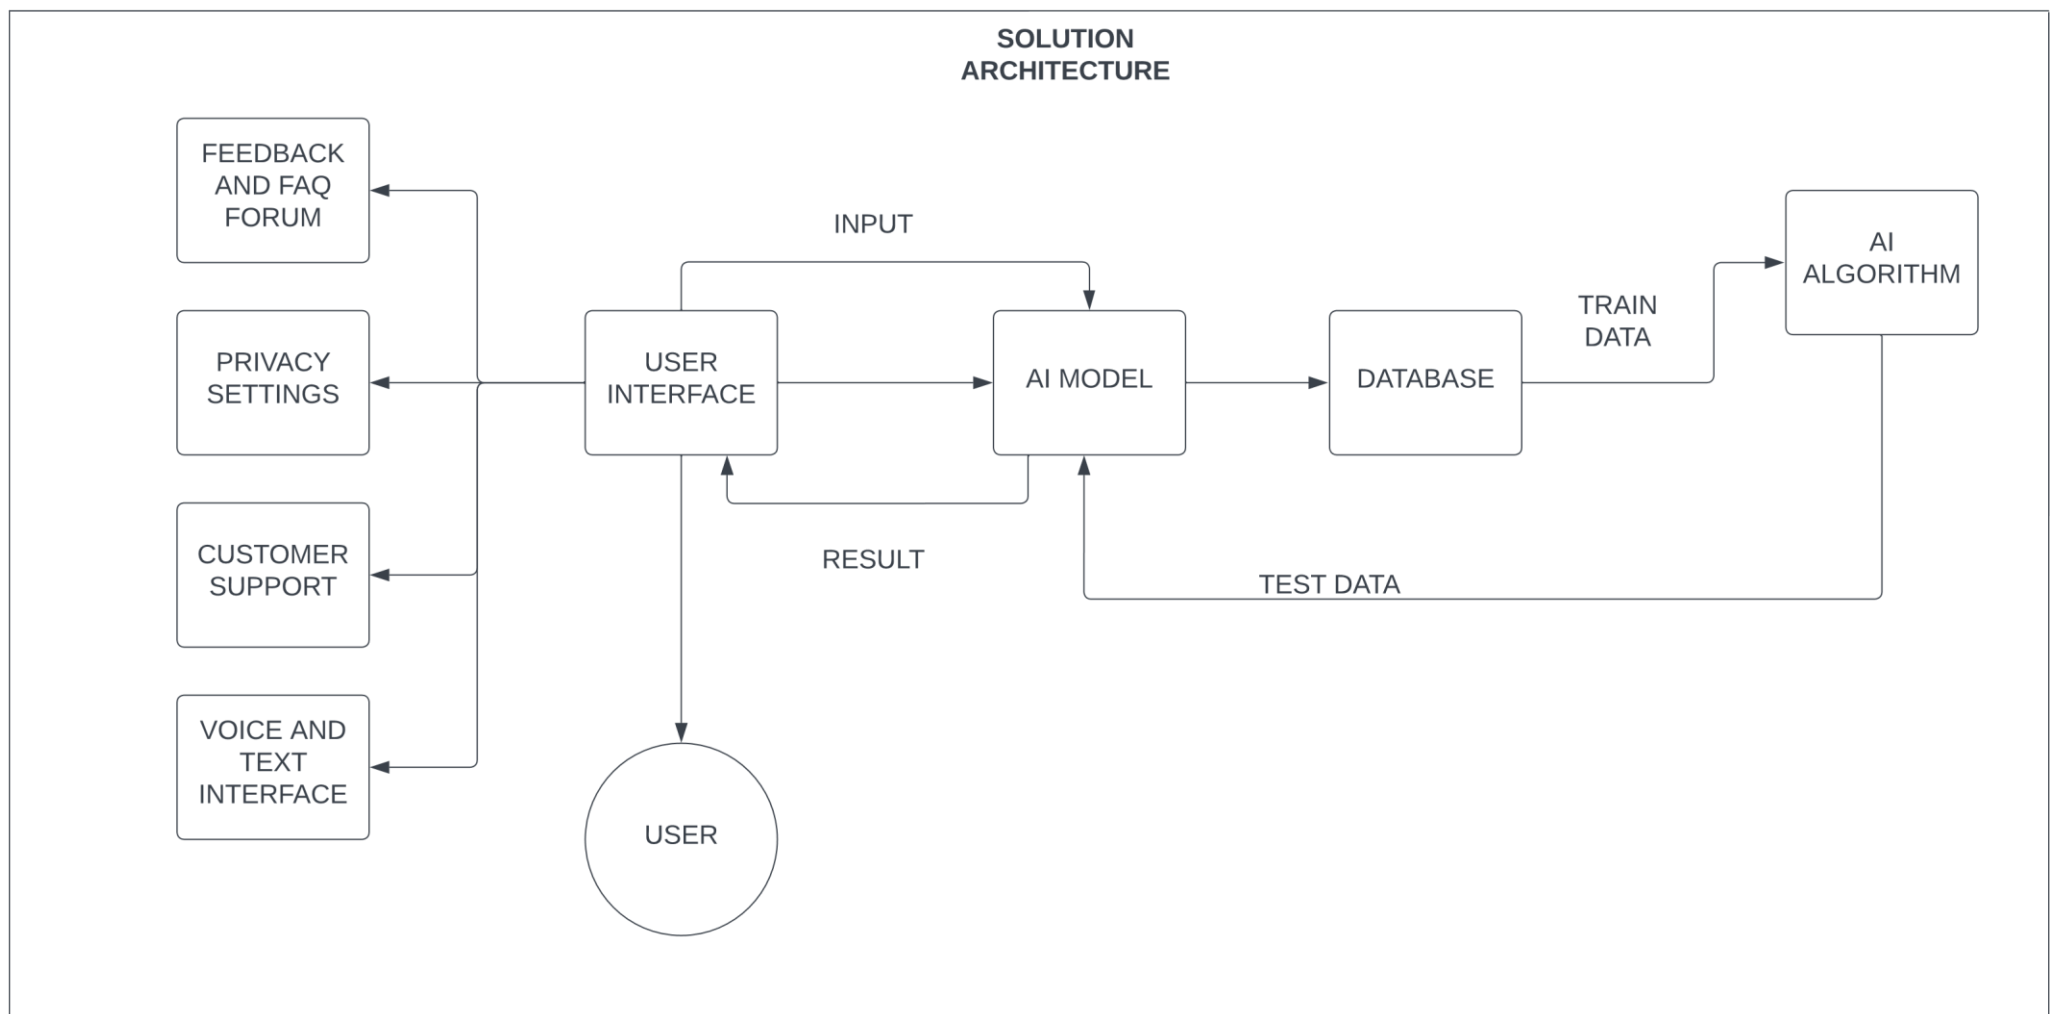 SOLUTION
ARCHITECTURE
FEEDBACK
AND FAQ
FORUM
INPUT
AI
ALGORITHM
TRAIN
DATA
PRIVACY
SETTINGS
USER
INTERFACE
AI MODEL
DATABASE
CUSTOMER
SUPPORT
RESULT
TEST DATA
VOICE AND
TEXT
INTERFACE
USER